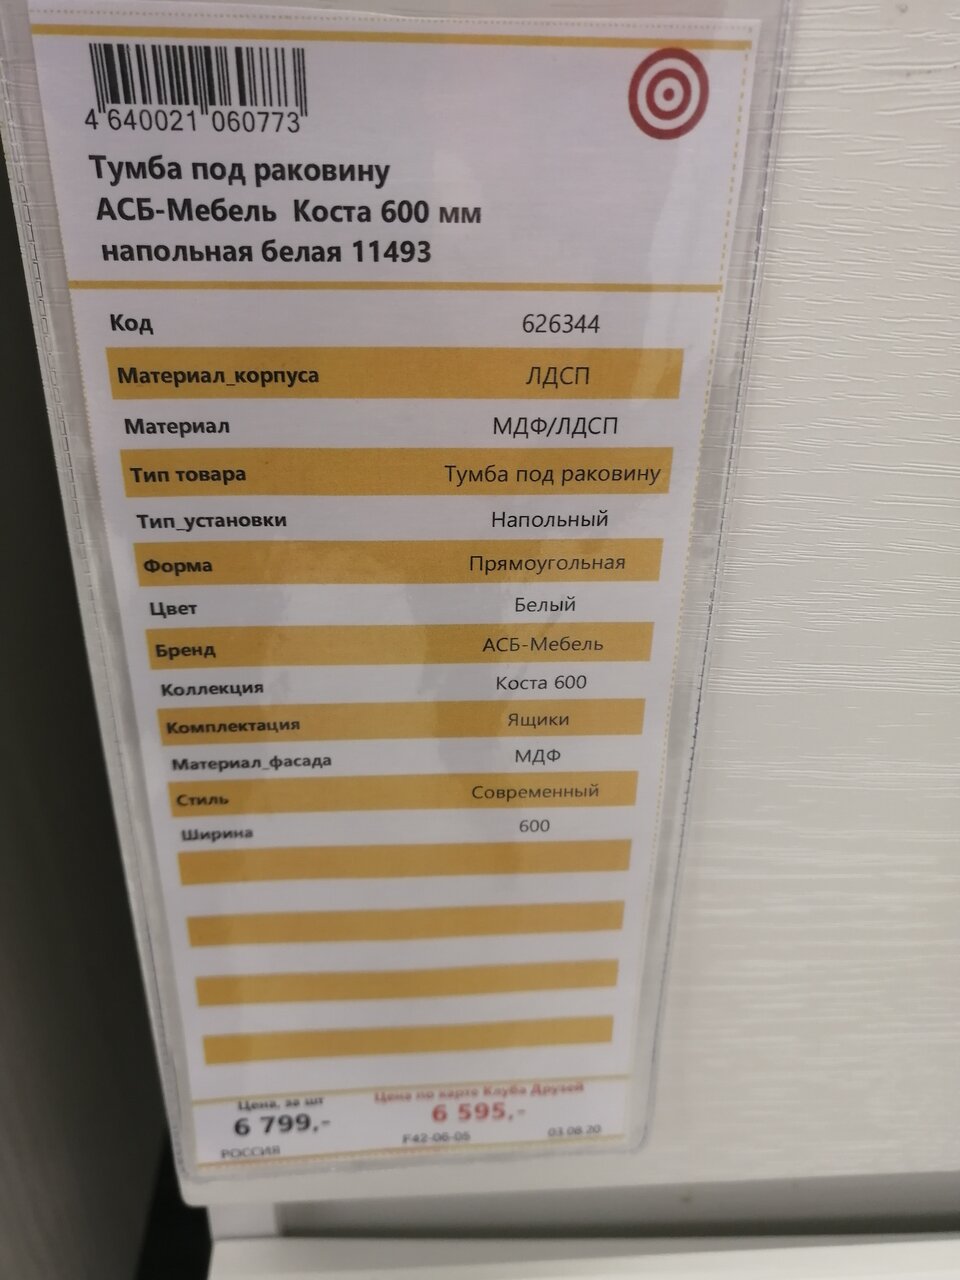 4 640021 060773
Тумба под раковину
АСБ-Мебель Коста 600 мм
напольная белая 11493
Код 626344
Материал_корпуса ЛДСП
Материал МДФ/ЛДСП
Тип товара Тумба под раковину
Тип_установки Напольный
Форма Прямоугольная
Цвет Белый
Бренд АСБ-Мебель
Коллекция Коста 600
Комплектация Ящики
Материал_фасада МДФ
Стиль Современный
Ширина 600
Цена, за шт Цена по карте Клуба Друзей
6 799,- 6 595,-
РОССИЯ F42-06-05 03.08.20